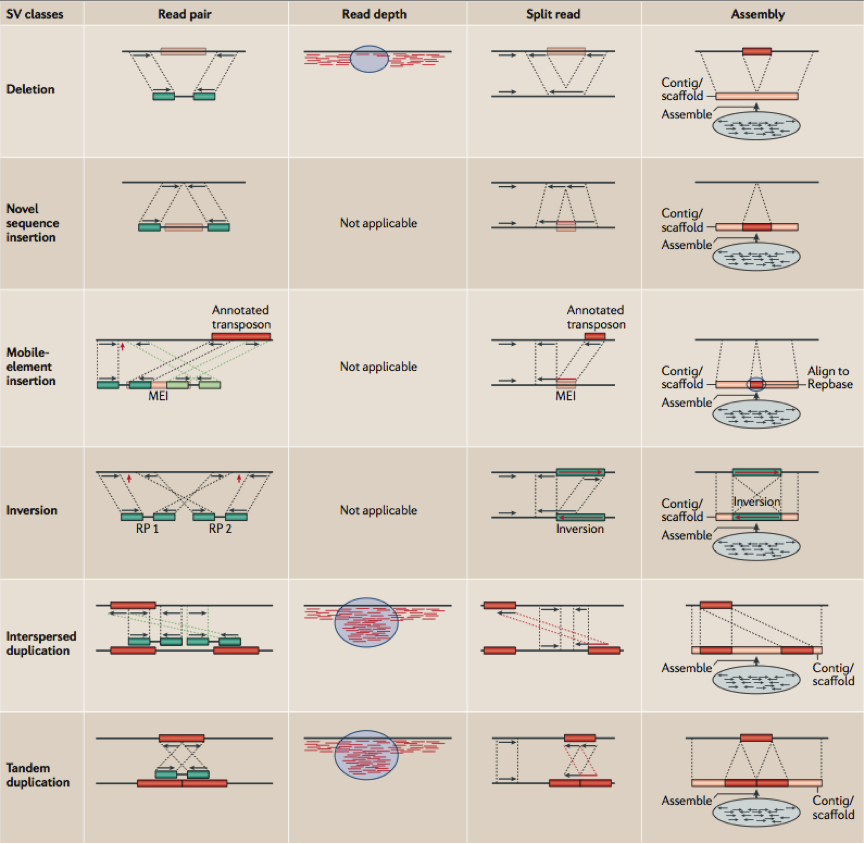 SV classes
Read pair
Read depth
Split read
Assembly
Deletion
Contig/
scaffold
Assemble
Novel
sequence
insertion
Not applicable
Contig/
scaffold
Assemble
Mobile-
element
insertion
Annotated
transposon
MEI
Not applicable
Annotated
transposon
MEI
Contig/
scaffold
Assemble
Align to
Repbase
Inversion
RP 1
RP 2
Not applicable
Inversion
Contig/
scaffold
Inversion
Assemble
Interspersed
duplication
Assemble
Contig/
scaffold
Tandem
duplication
Assemble
Contig/
scaffold